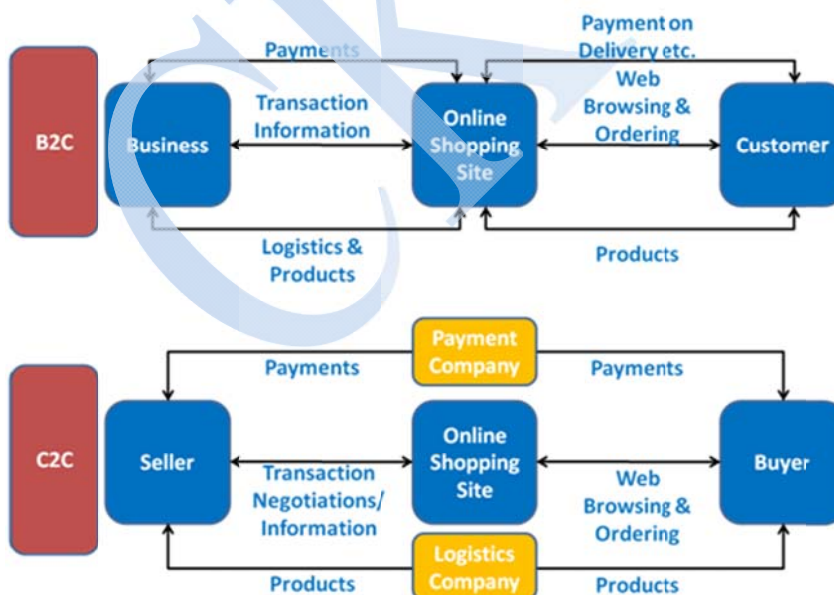 Payments
Payment on
Delivery etc.
Web
Browsing &
Ordering
Transaction
Information
B2C
Business
Online
Shopping
Site
Customer
Logistics &
Products
Products
Payment
Company
Payments
Payments
C2C
Seller
Online
Shopping
Site
Buyer
Transaction
Negotiations/
Information
Web
Browsing &
Ordering
Logistics
Company
Products
Products